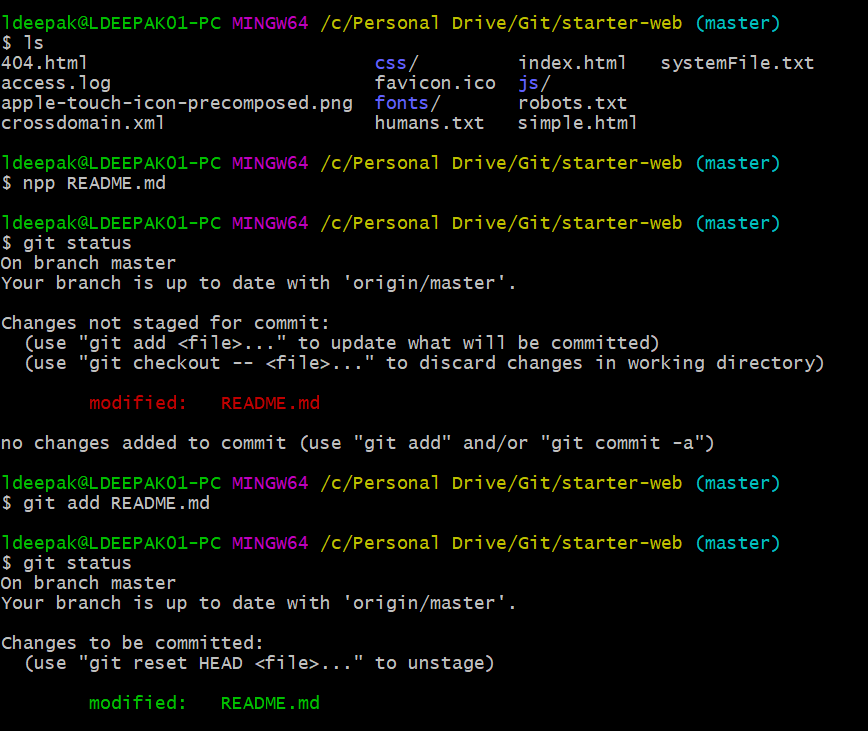 ldeepak@LDEEPAK01-PC MINGW64 /c/Personal Drive/Git/starter-web (master)
$ ls
404.html                          css/         index.html   systemFile.txt
access.log                        favicon.ico  js/
apple-touch-icon-precomposed.png  fonts/       robots.txt
crossdomain.xml                   humans.txt   simple.html
ldeepak@LDEEPAK01-PC MINGW64 /c/Personal Drive/Git/starter-web (master)
$ npp README.md
ldeepak@LDEEPAK01-PC MINGW64 /c/Personal Drive/Git/starter-web (master)
$ git status
On branch master
Your branch is up to date with 'origin/master'.
Changes not staged for commit:
  (use "git add <file>..." to update what will be committed)
  (use "git checkout -- <file>..." to discard changes in working directory)
        modified:   README.md
no changes added to commit (use "git add" and/or "git commit -a")
ldeepak@LDEEPAK01-PC MINGW64 /c/Personal Drive/Git/starter-web (master)
$ git add README.md
ldeepak@LDEEPAK01-PC MINGW64 /c/Personal Drive/Git/starter-web (master)
$ git status
On branch master
Your branch is up to date with 'origin/master'.
Changes to be committed:
  (use "git reset HEAD <file>..." to unstage)
        modified:   README.md